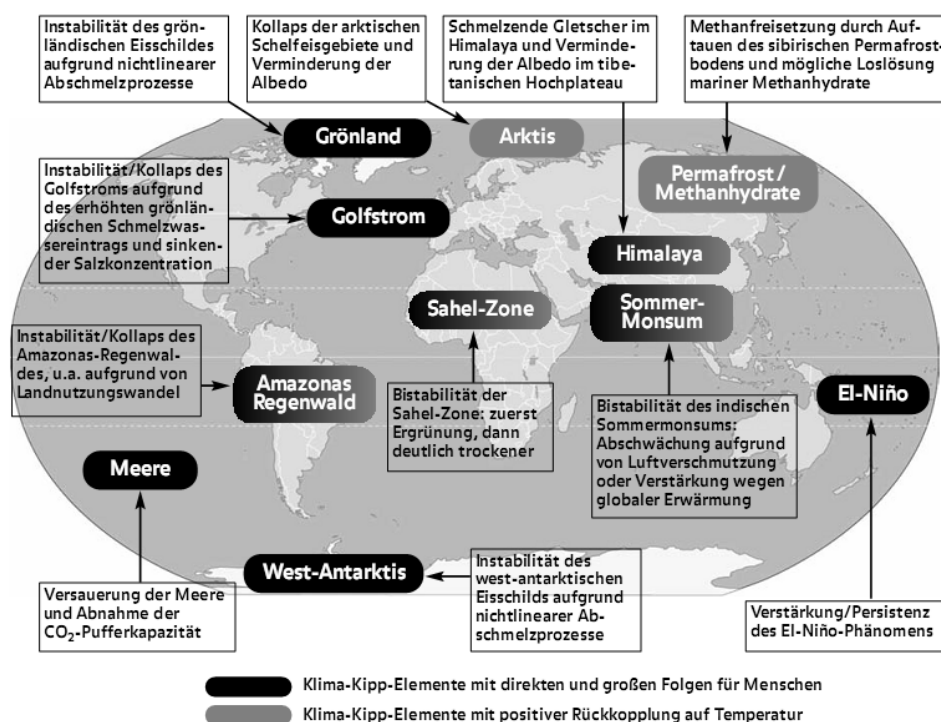 Instabilität des grön-
ländischen Eisschildes
aufgrund nichtlinearer
Abschmelzprozesse
Kollaps der arktischen
Schelfeisgebiete und
Verminderung der
Albedo
Schmelzende Gletscher im
Himalaya und Verminde-
rung der Albedo im tibe-
tanischen Hochplateau
Methanfreisetzung durch Auf-
tauen des sibirischen Permafrost-
bodens und mögliche Loslösung
mariner Methanhydrate
Grönland
Arktis
Permafrost/
Methanhydrate
Instabilität/Kollaps des
Golfstroms aufgrund
des erhöhten grönlän-
dischen Schmelzwas-
sereintrags und sinken-
der Salzkonzentration
Golfstrom
Himalaya
Sahel-Zone
Sommer-
Monsum
Instabilität/Kollaps des
Amazonas-Regenwal-
des, u.a. aufgrund von
Landnutzungswandel
Amazonas
Regenwald
Bistabilität der
Sahel-Zone: zuerst
Ergrünung, dann
deutlich trockener
Bistabilität des indischen
Sommermonsums:
Abschwächung aufgrund
von Luftverschmutzung
oder Verstärkung wegen
globaler Erwärmung
El-Niño
Meere
West-Antarktis
Versauerung der Meere
und Abnahme der
CO₂-Pufferkapazität
Instabilität des
west-antarktischen
Eisschilds aufgrund
nichtlinearer Ab-
schmelzprozesse
Verstärkung/Persistenz
des El-Niño-Phänomens
Klima-Kipp-Elemente mit direkten und großen Folgen für Menschen
Klima-Kipp-Elemente mit positiver Rückkopplung auf Temperatur